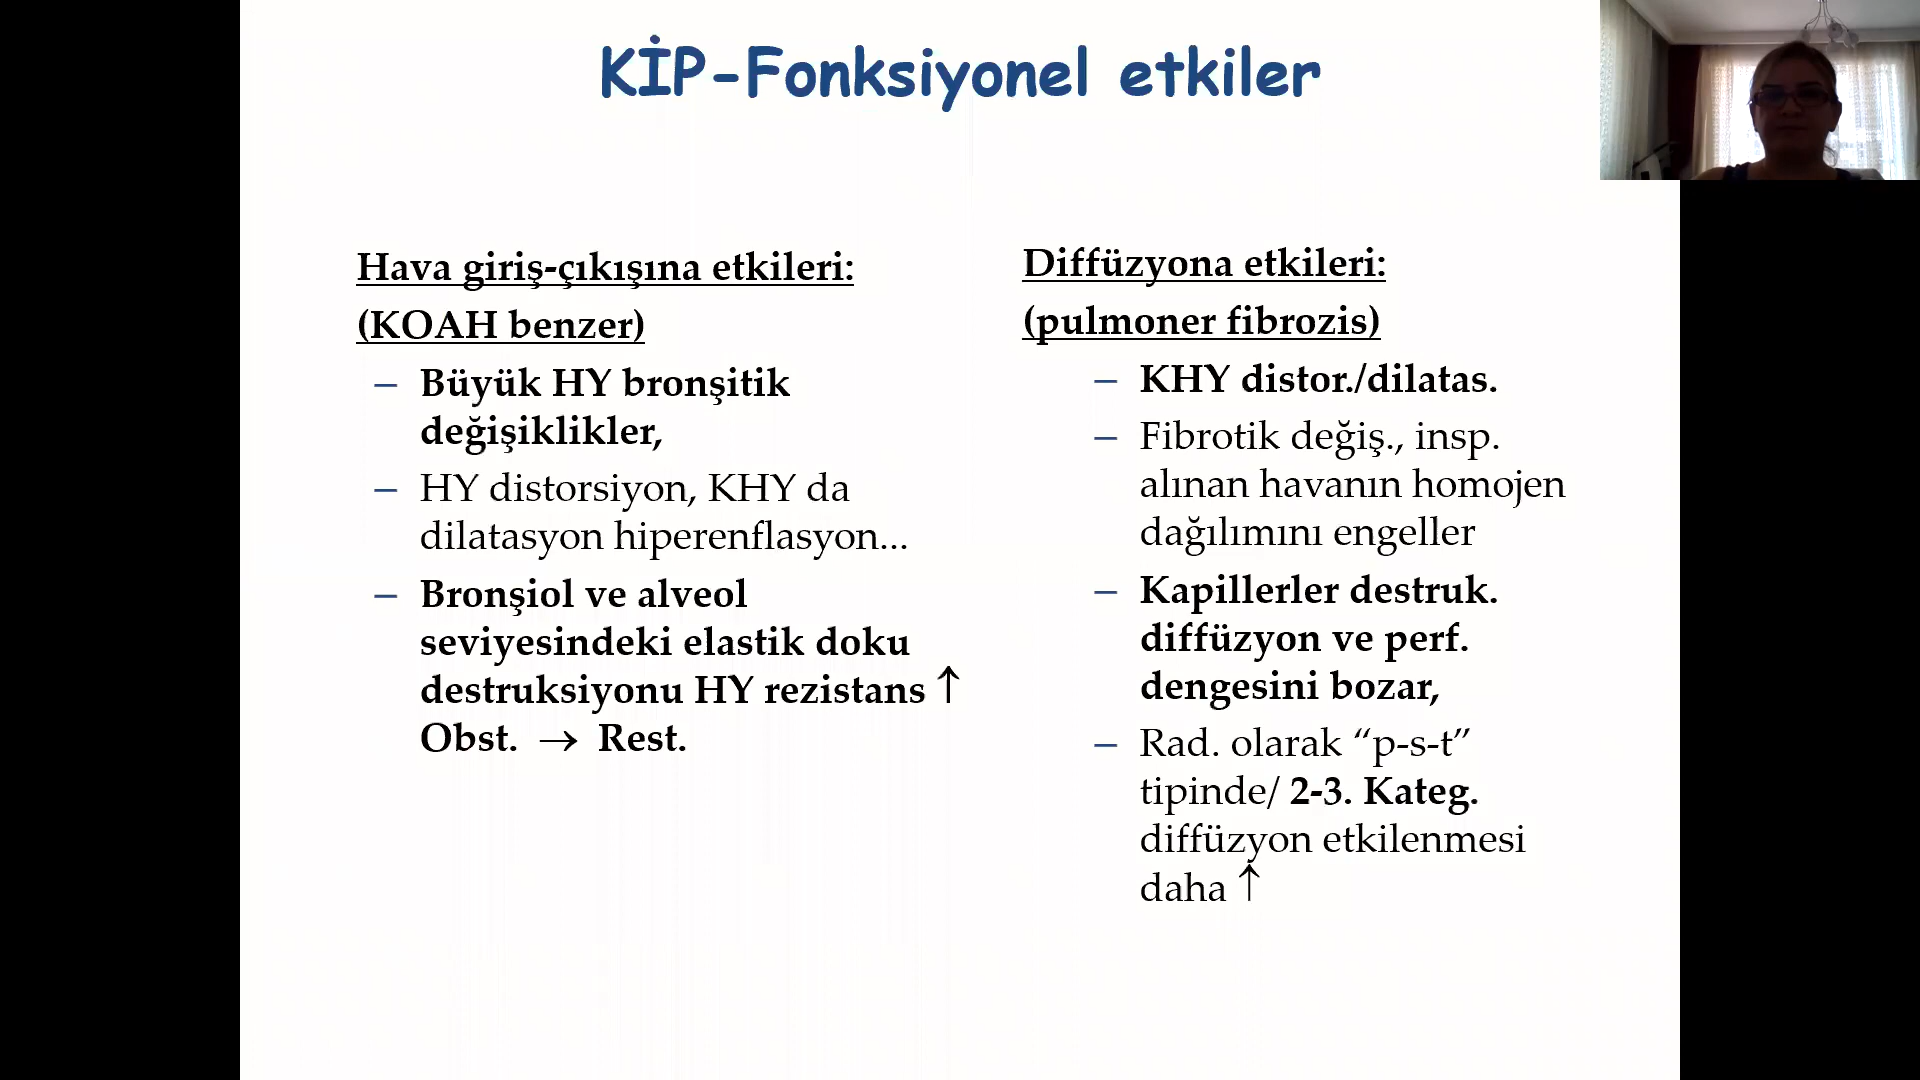 KİP-Fonksiyonel etkiler
Hava giriş-çıkışına etkileri:
(KOAH benzer)
– Büyük HY bronşitik
değişiklikler,
– HY distorsiyon, KHY da
dilatasyon hiperenflasyon...
– Bronşiol ve alveol
seviyesindeki elastik doku
destruksiyonu HY rezistans ↑
Obst. → Rest.
Diffüzyona etkileri:
(pulmoner fibrozis)
– KHY distor./dilatas.
– Fibrotik değiş., insp.
alınan havanın homojen
dağılımını engeller
– Kapillerler destruk.
diffüzyon ve perf.
dengesini bozar,
– Rad. olarak “p-s-t”
tipinde/ 2-3. Kateg.
diffüzyon etkilenmesi
daha ↑